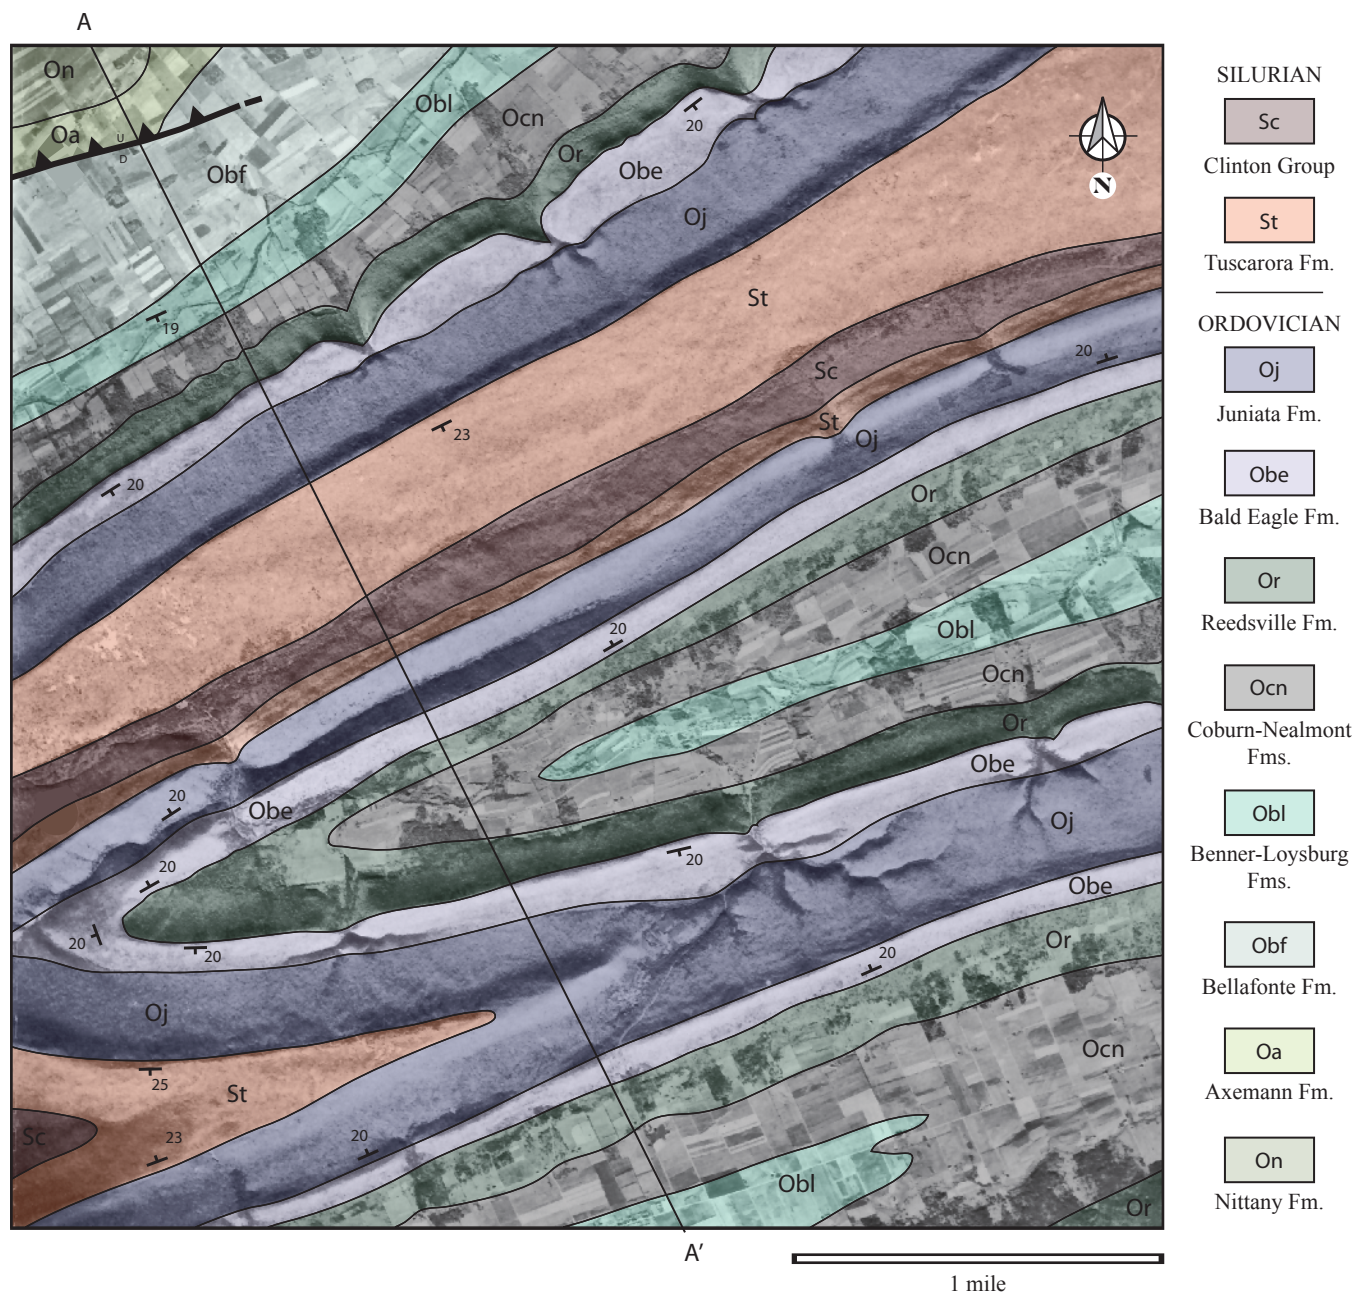 A
On
Oa
U
D
Obf
Obl
Ocn
Or
20
Obe
Oj
N
St
19
23
20
Sc
St
Oj
20
Or
Ocn
Obl
Ocn
Or
Obe
Oj
20
20
Obe
20
20
20
20
Oj
25
St
Sc
23
20
Obe
Or
20
Ocn
Obl
Or
A'
1 mile
SILURIAN
Sc
Clinton Group
St
Tuscarora Fm.
ORDOVICIAN
Oj
Juniata Fm.
Obe
Bald Eagle Fm.
Or
Reedsville Fm.
Ocn
Coburn-Nealmont
Fms.
Obl
Benner-Loysburg
Fms.
Obf
Bellafonte Fm.
Oa
Axemann Fm.
On
Nittany Fm.